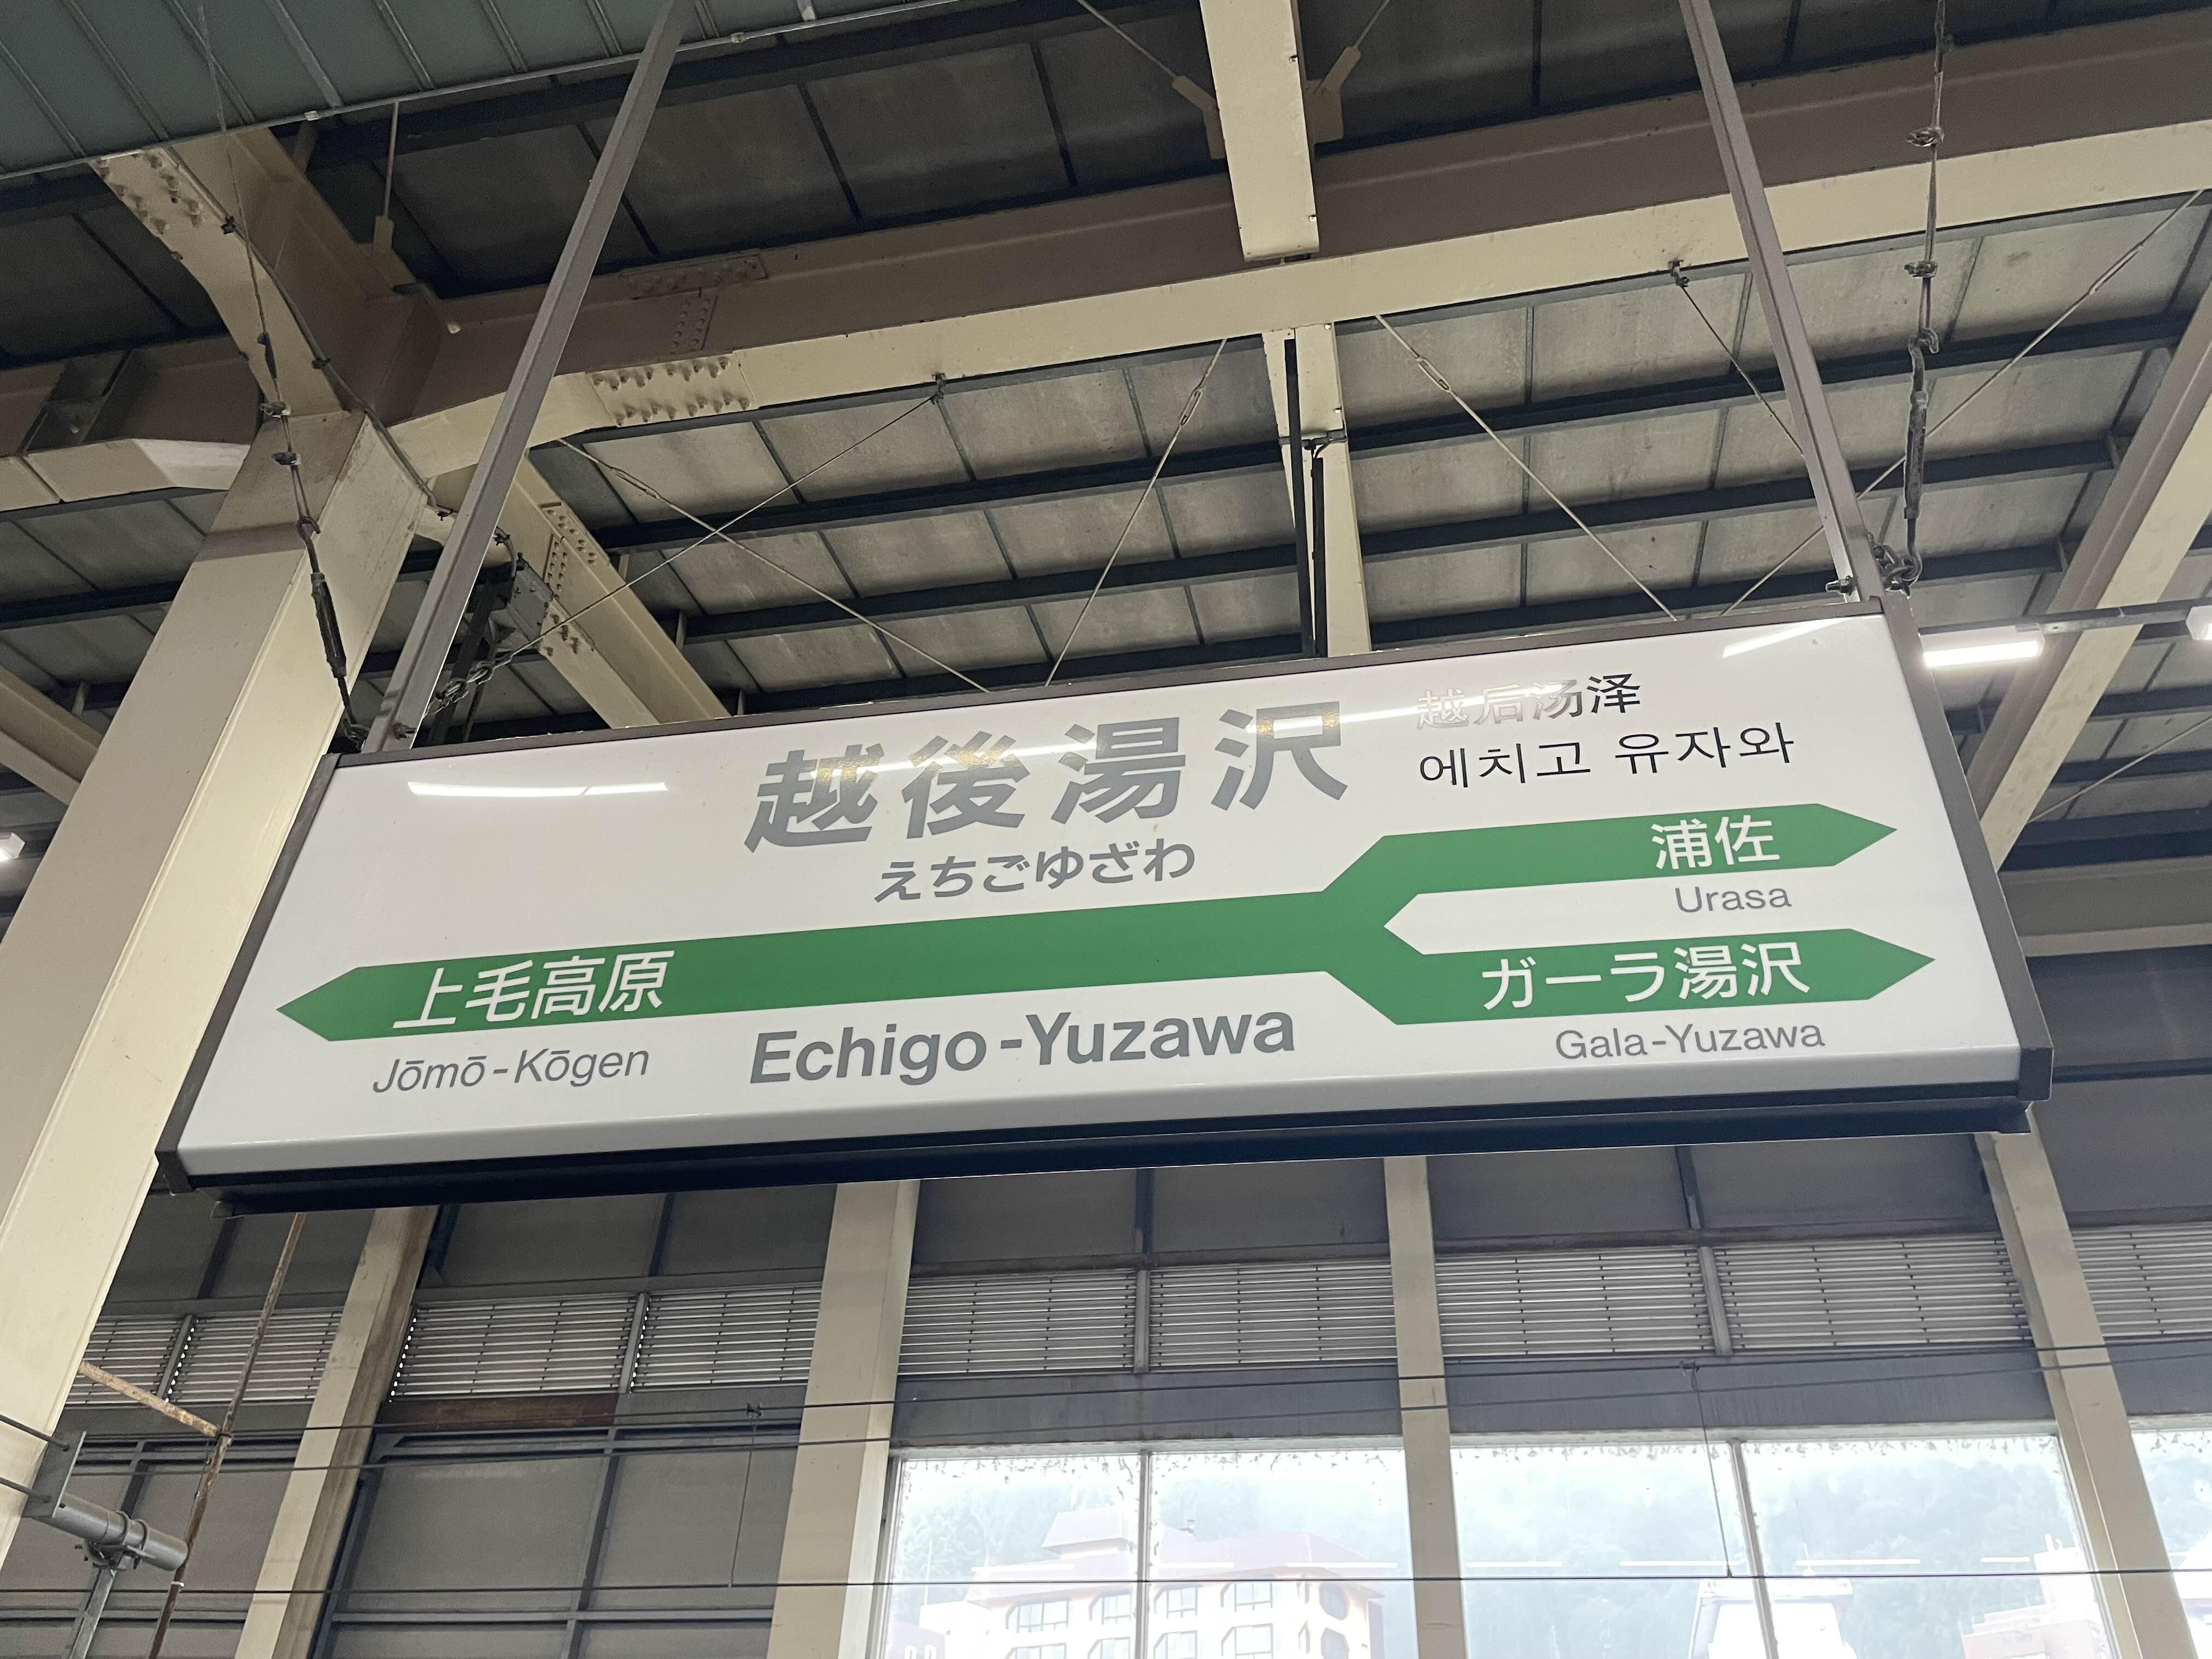 越後湯沢
越后汤泽
에치고 유자와
えちごゆざわ
浦佐
Urasa
上毛高原
ガーラ湯沢
Jōmō-Kōgen
Echigo-Yuzawa
Gala-Yuzawa